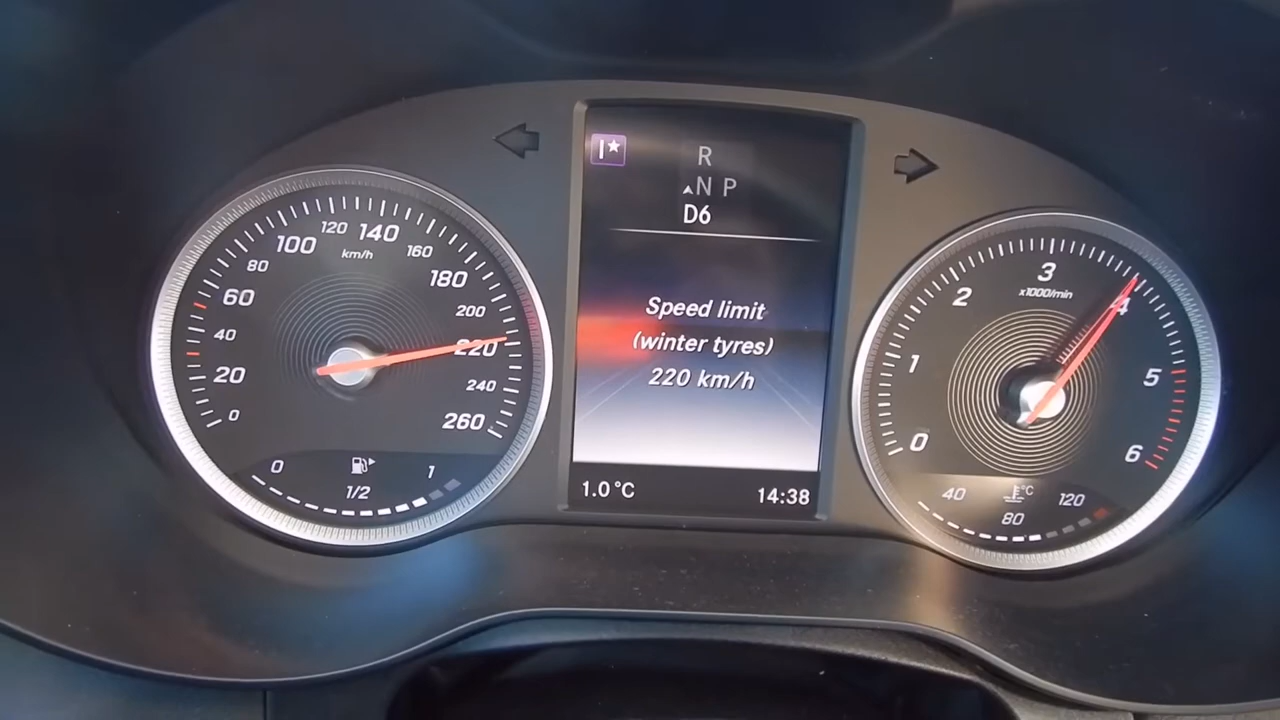 0
20
40
60
80
100
120
140
160
180
200
220
240
260
km/h
0
1/2
1
R
N P
D6
Speed limit
(winter tyres)
220 km/h
1.0°C
14:38
0
1
2
3
4
5
6
x1000/min
40
80
°C
120